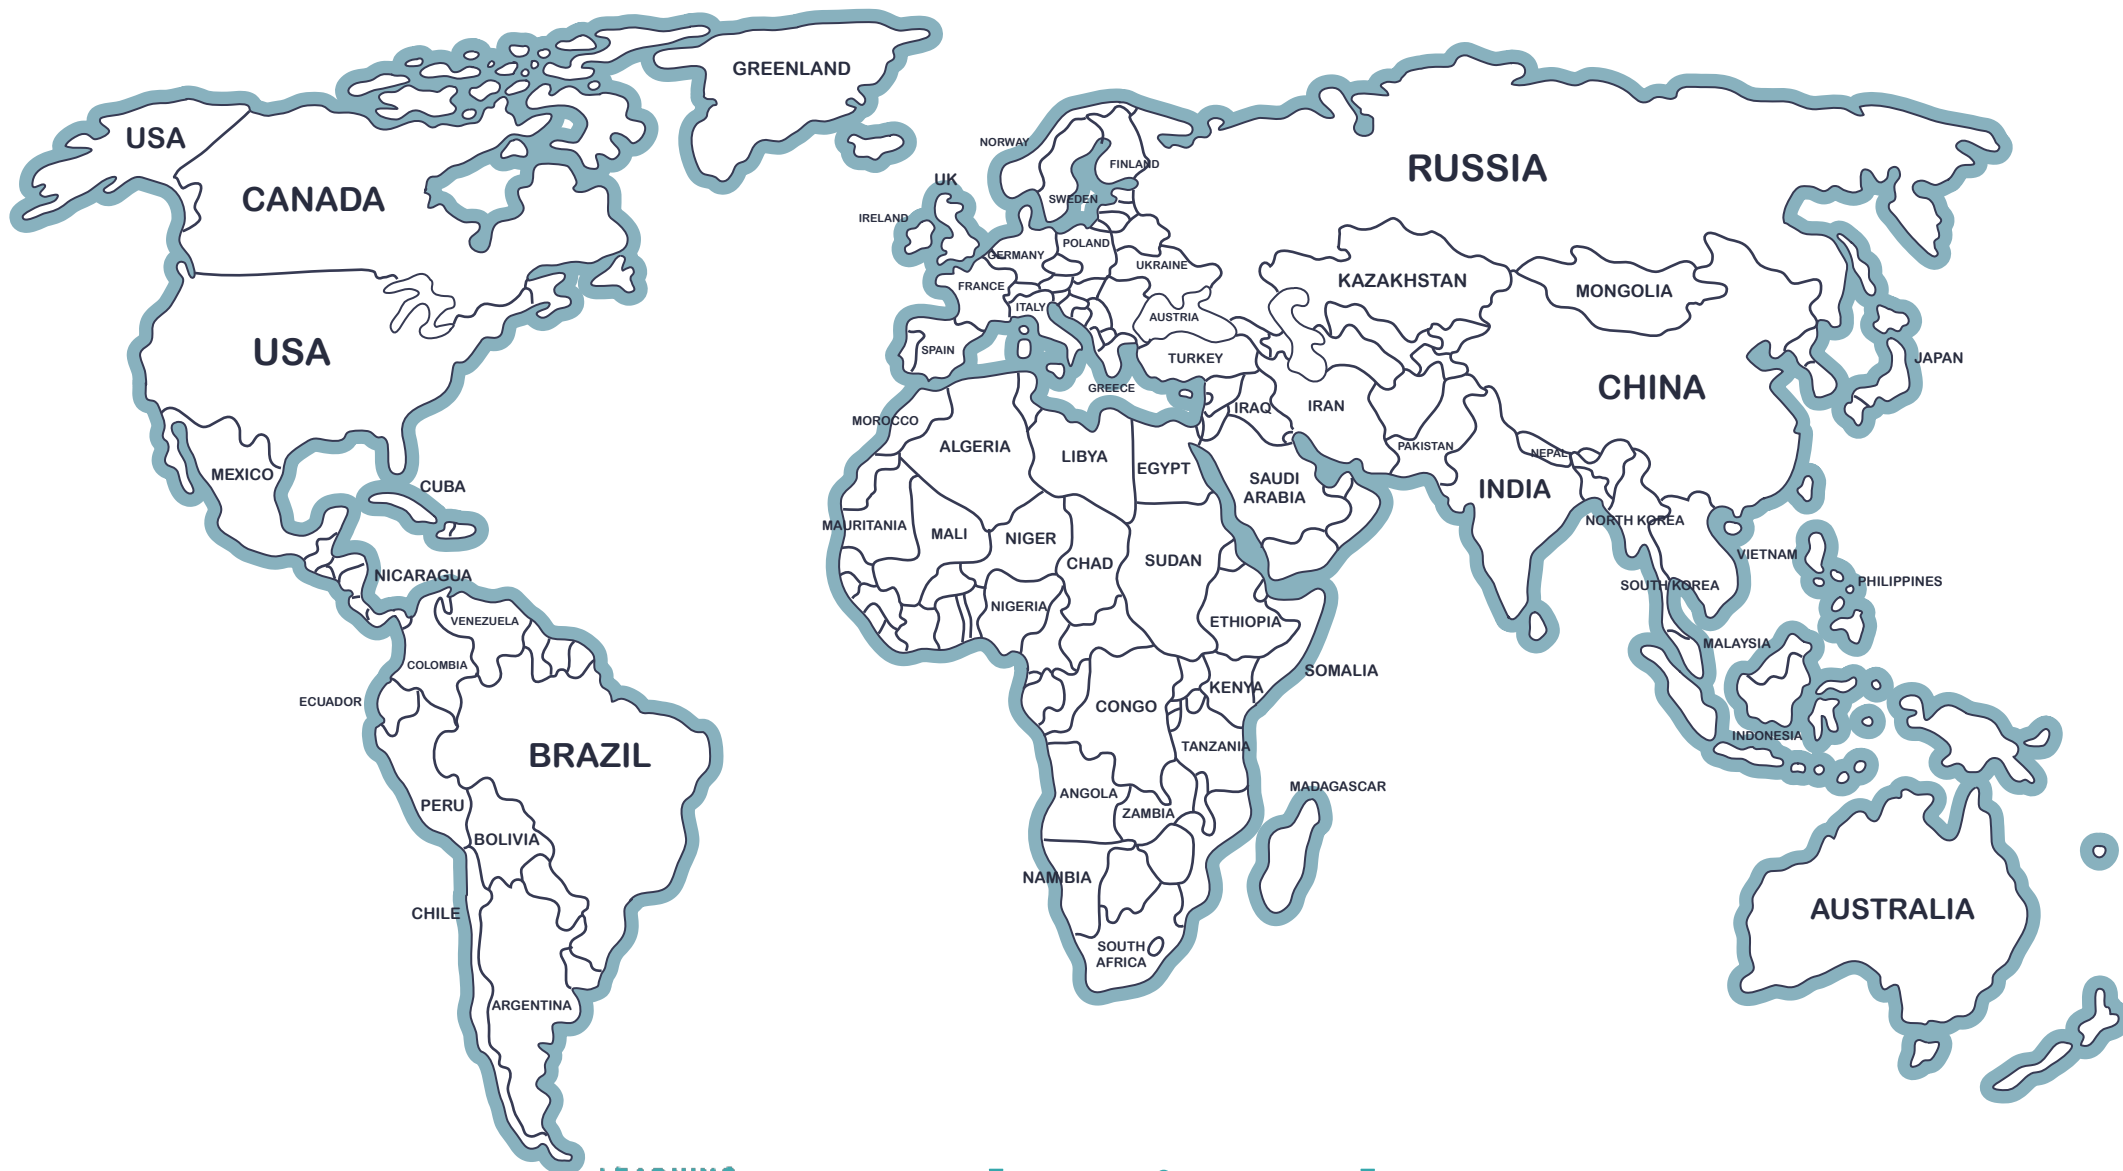 GREENLAND
USA
CANADA
USA
MEXICO
CUBA
NICARAGUA
VENEZUELA
COLOMBIA
ECUADOR
BRAZIL
PERU
BOLIVIA
CHILE
ARGENTINA
NORWAY
FINLAND
SWEDEN
UK
IRELAND
POLAND
GERMANY
UKRAINE
FRANCE
ITALY
AUSTRIA
SPAIN
TURKEY
GREECE
RUSSIA
KAZAKHSTAN
MONGOLIA
CHINA
JAPAN
IRAQ
IRAN
PAKISTAN
NEPAL
INDIA
SAUDI
ARABIA
MOROCCO
ALGERIA
LIBYA
EGYPT
MAURITANIA
MALI
NIGER
CHAD
SUDAN
NIGERIA
ETHIOPIA
SOMALIA
KENYA
CONGO
TANZANIA
ANGOLA
ZAMBIA
MADAGASCAR
NAMIBIA
SOUTH
AFRICA
NORTH KOREA
VIETNAM
SOUTH KOREA
PHILIPPINES
MALAYSIA
INDONESIA
AUSTRALIA